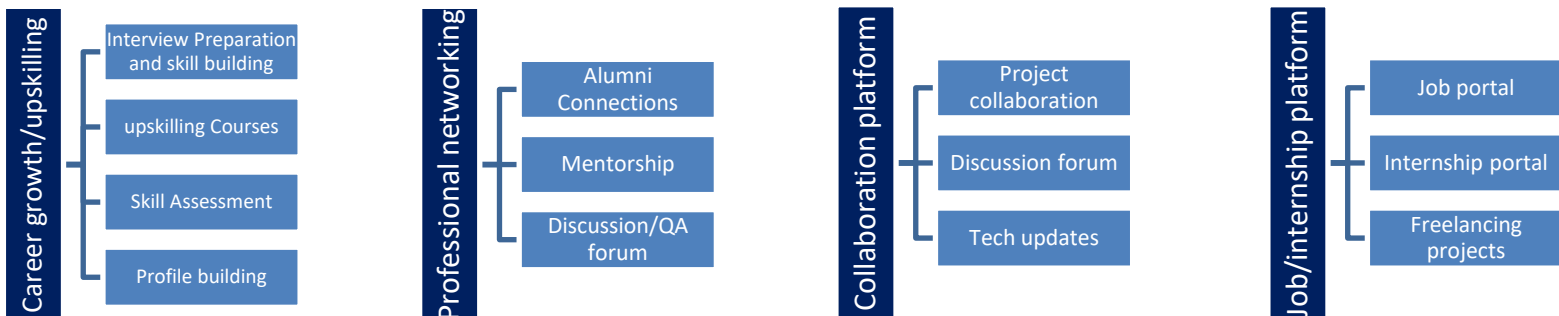 Career growth/upskilling
Interview Preparation
and skill building
upskilling Courses
Skill Assessment
Profile building
Professional networking
Alumni
Connections
Mentorship
Discussion/QA
forum
Collaboration platform
Project
collaboration
Discussion forum
Tech updates
Job/internship platform
Job portal
Internship portal
Freelancing
projects